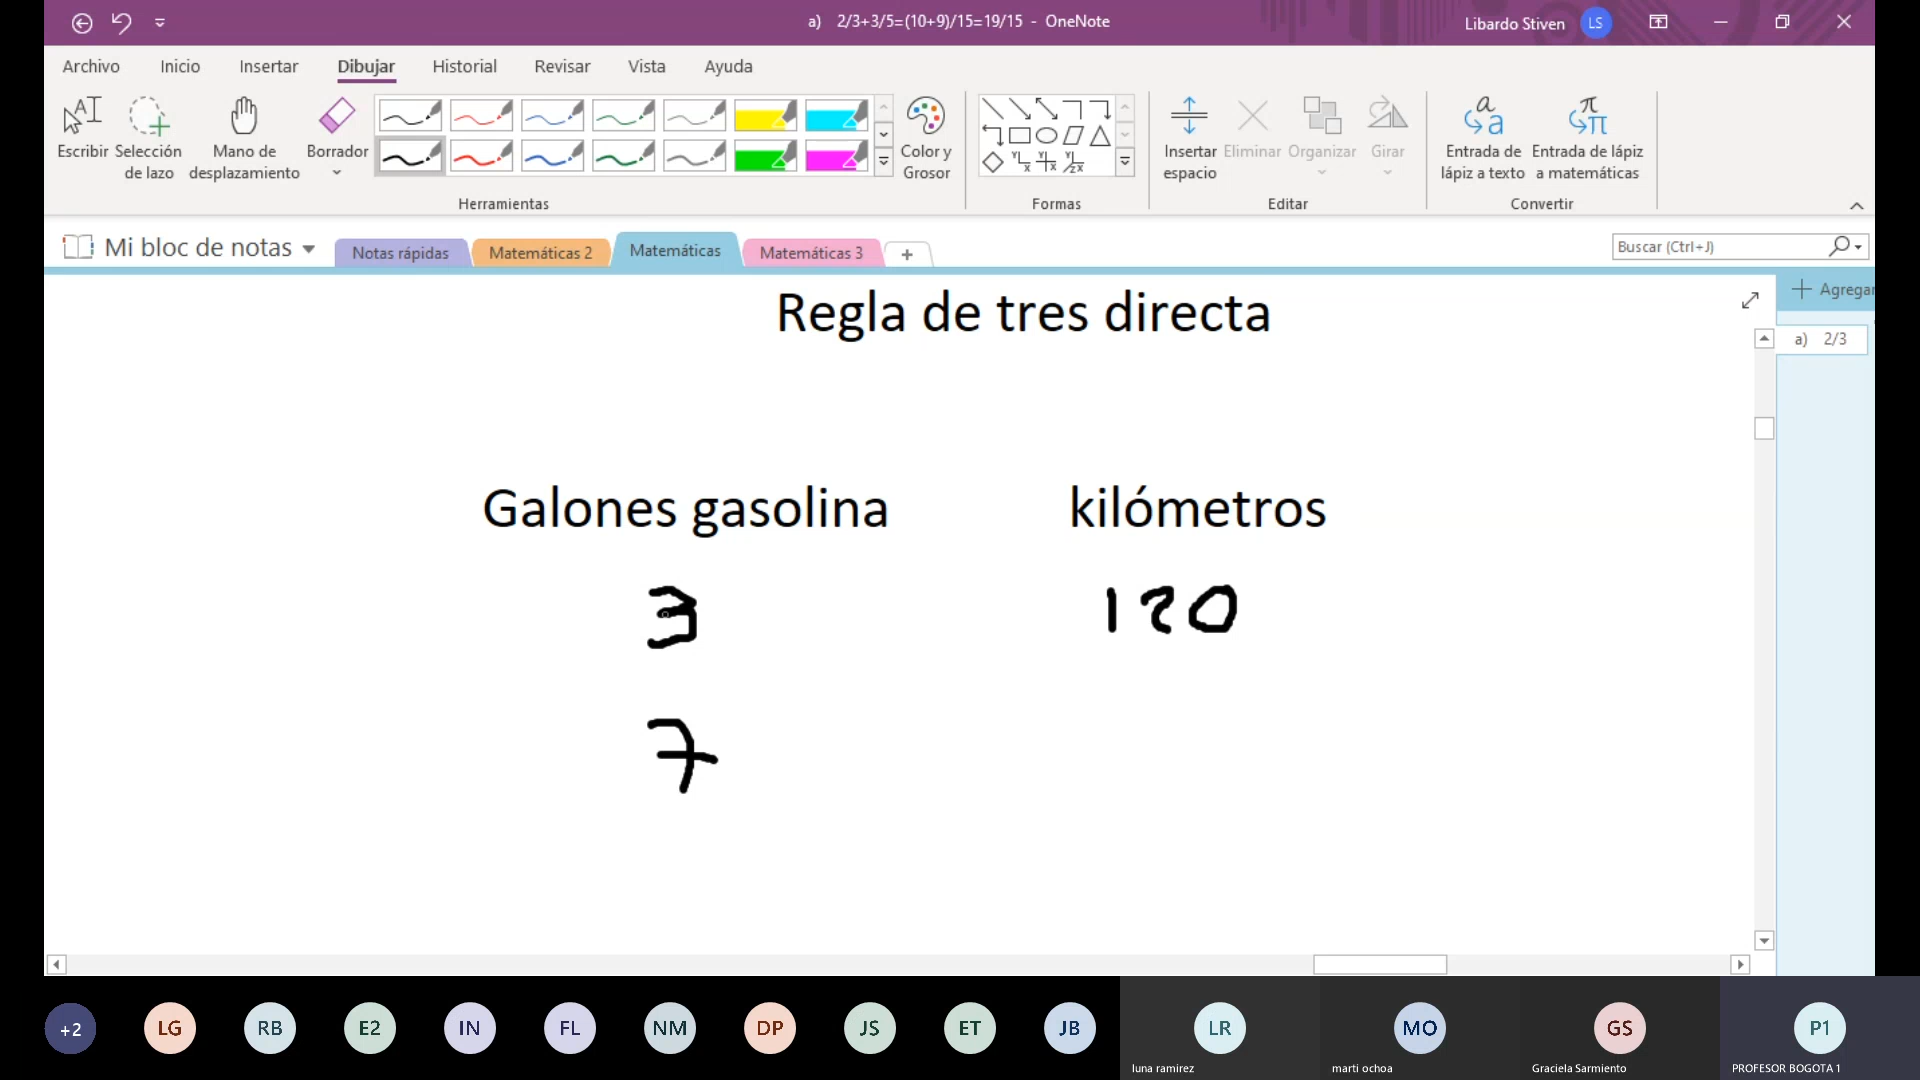 a) 2/3+3/5=(10+9)/15=19/15 - OneNote
Libardo Stiven LS
Archivo Inicio Insertar Dibujar Historial Revisar Vista Ayuda
Escribir
Selección de lazo
Mano de desplazamiento
Borrador
Color y Grosor
Insertar espacio
Eliminar
Organizar
Girar
Entrada de lápiz a texto
Entrada de lápiz a matemáticas
Herramientas Formas Editar Convertir
Mi bloc de notas
Notas rápidas Matemáticas 2 Matemáticas Matemáticas 3
Buscar (Ctrl+J)
Agregar
a) 2/3
Regla de tres directa
Galones gasolina kilómetros
3 120
7
+2 LG RB E2 IN FL NM DP JS ET JB LR MO GS P1
luna ramirez marti ochoa Graciela Sarmiento PROFESOR BOGOTA 1